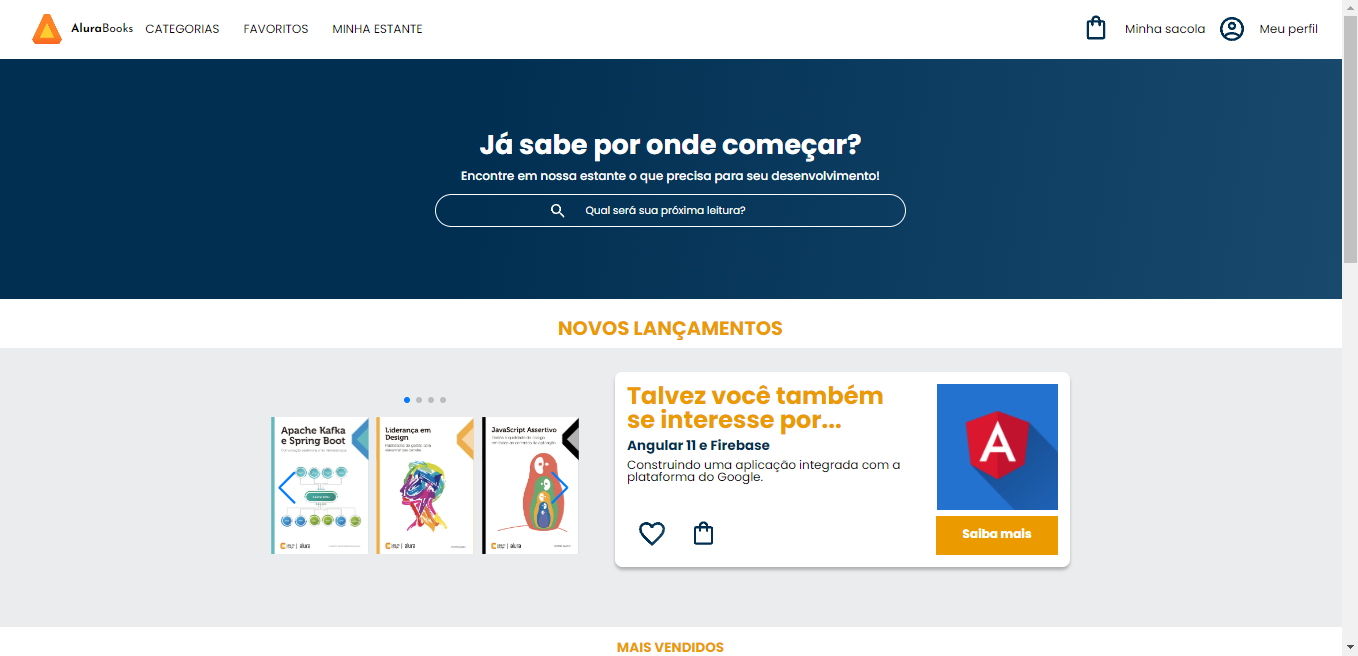 AluraBooks
CATEGORIAS
FAVORITOS
MINHA ESTANTE
Minha sacola
Meu perfil
Já sabe por onde começar?
Encontre em nossa estante o que precisa para seu desenvolvimento!
Qual será sua próxima leitura?
NOVOS LANÇAMENTOS
Apache Kafka
e Spring Boot
alura
Liderança em
Design
alura
JavaScript Assertivo
alura
Talvez você também
se interesse por...
Angular 11 e Firebase
Construindo uma aplicação integrada com a
plataforma do Google.
A
Saiba mais
MAIS VENDIDOS